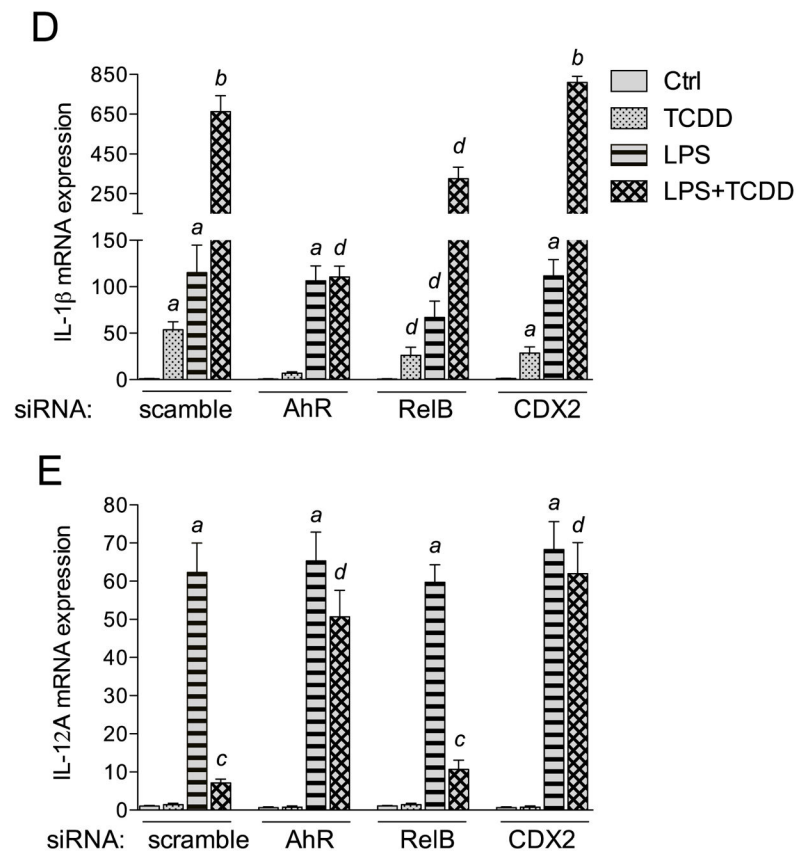 D
IL-1β mRNA expression
850
650
450
250
150
100
50
0
a
a
b
a
d
d
d
d
a
a
b
Ctrl
TCDD
LPS
LPS+TCDD
siRNA: scamble AhR RelB CDX2
E
IL-12A mRNA expression
80
70
60
50
40
30
20
10
0
a
c
a
d
a
c
a
d
siRNA: scramble AhR RelB CDX2